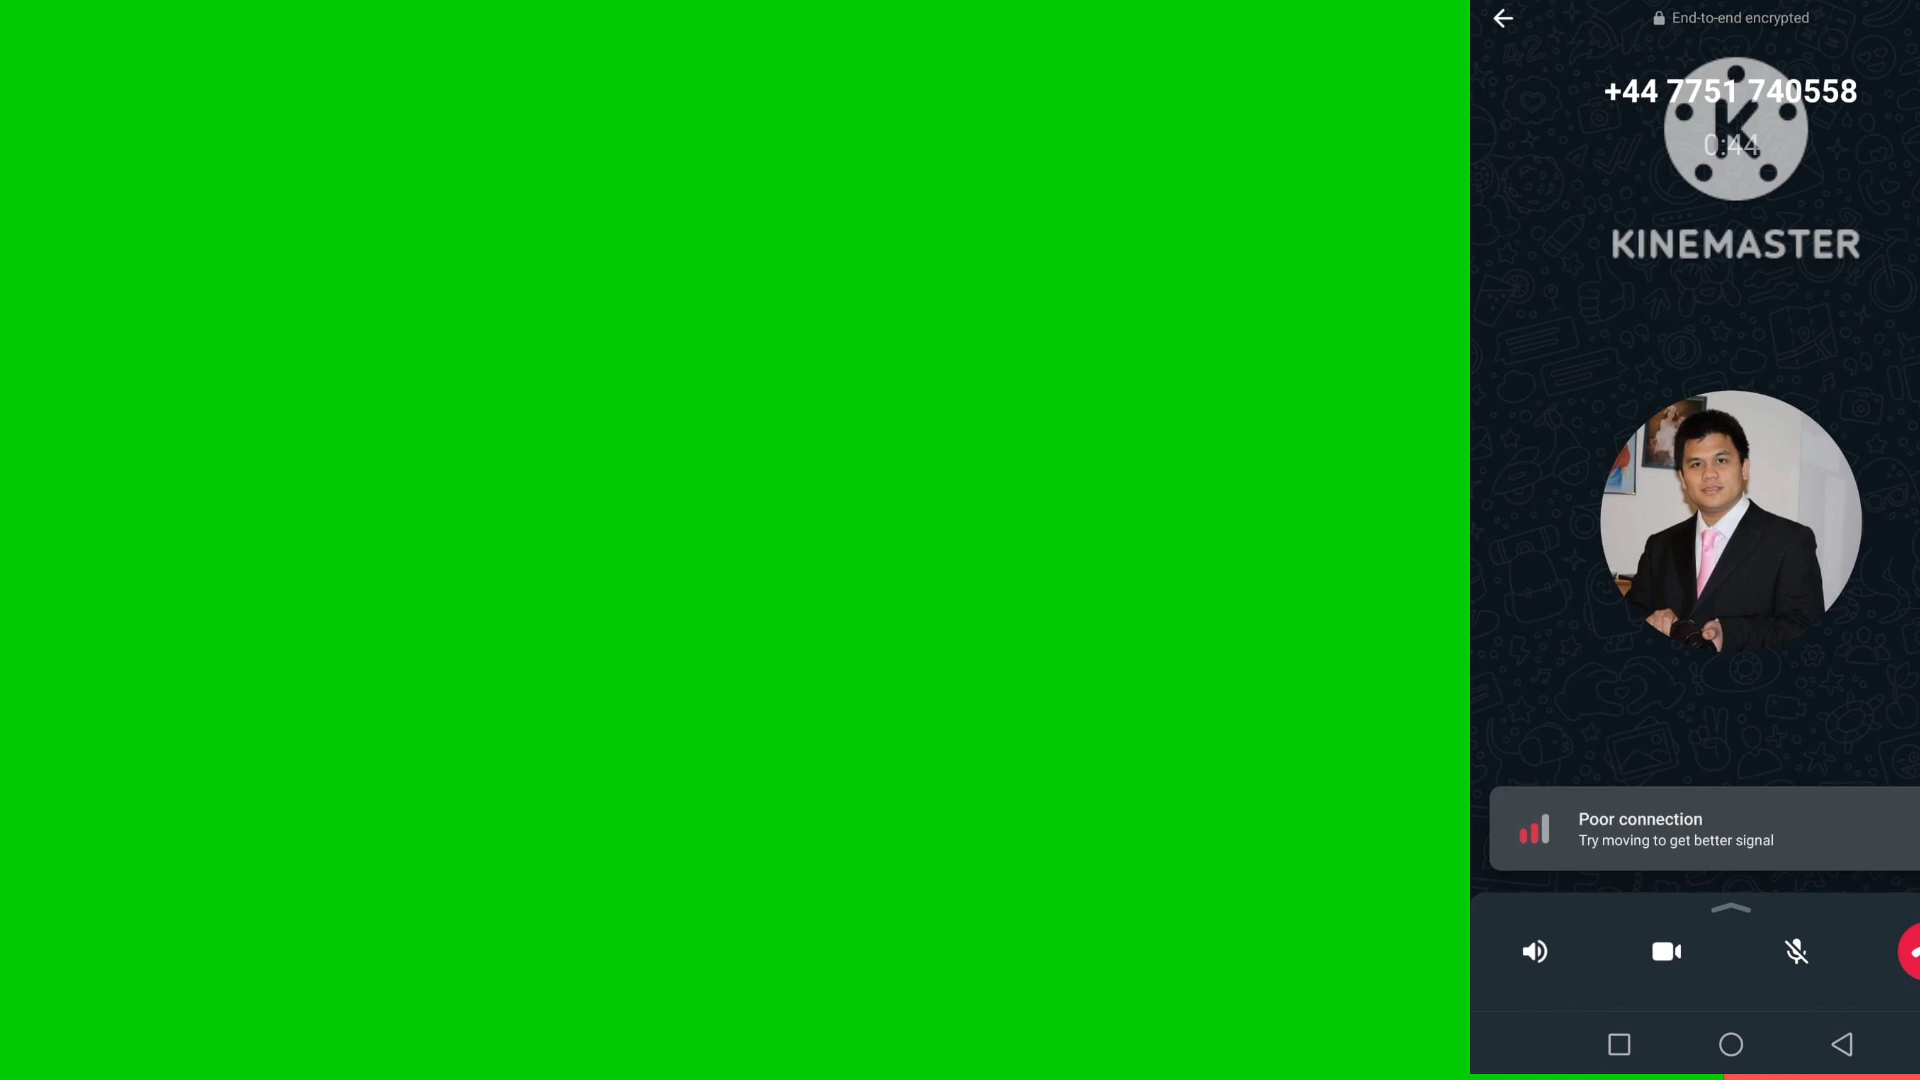 End-to-end encrypted
+44 7751 740558
0:44
KINEMASTER
Poor connection
Try moving to get better signal